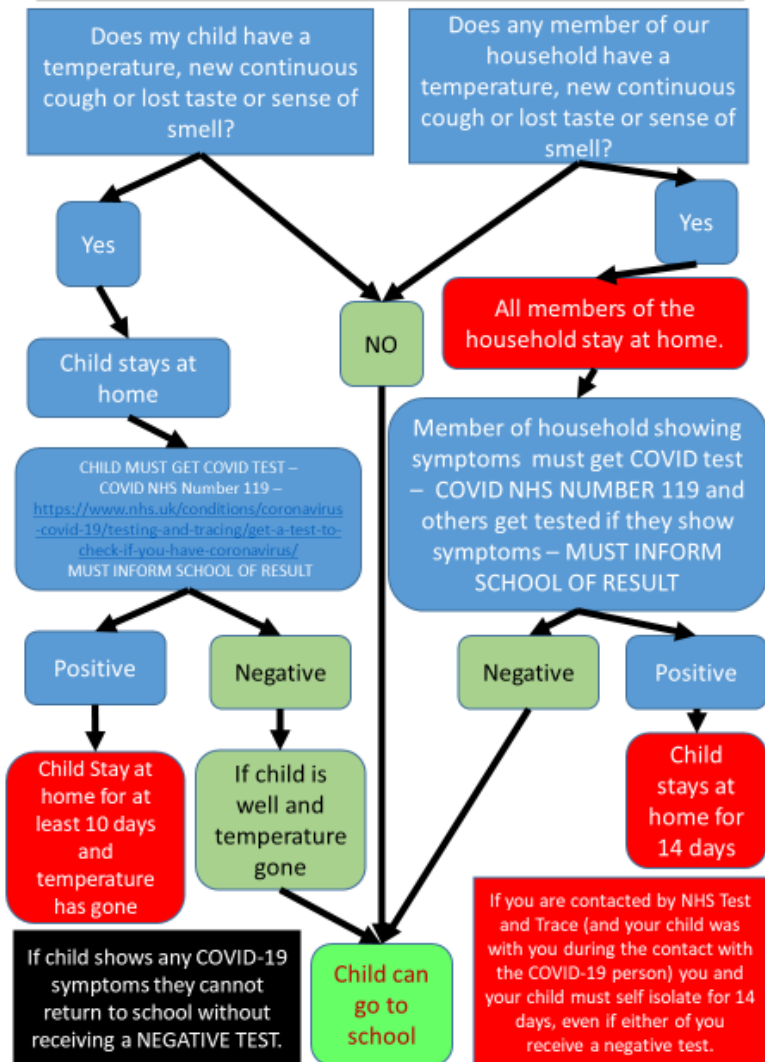 Does my child have a
temperature, new continuous
cough or lost taste or sense of
smell?
Does any member of our
household have a
temperature, new continuous
cough or lost taste or sense of
smell?
Yes
Yes
NO
All members of the
household stay at home.
Child stays at
home
Member of household showing
symptoms must get COVID test
– COVID NHS NUMBER 119 and
others get tested if they show
symptoms – MUST INFORM
SCHOOL OF RESULT
CHILD MUST GET COVID TEST –
COVID NHS Number 119 –
https://www.nhs.uk/conditions/coronavirus
-covid-19/testing-and-tracing/get-a-test-to-
check-if-you-have-coronavirus/
MUST INFORM SCHOOL OF RESULT
Positive
Negative
Negative
Positive
Child Stay at
home for at
least 10 days
and
temperature
has gone
If child is
well and
temperature
gone
Child
stays at
home for
14 days
If child shows any COVID-19
symptoms they cannot
return to school without
receiving a NEGATIVE TEST.
Child can
go to
school
If you are contacted by NHS Test
and Trace (and your child was
with you during the contact with
the COVID-19 person) you and
your child must self isolate for 14
days, even if either of you
receive a negative test.